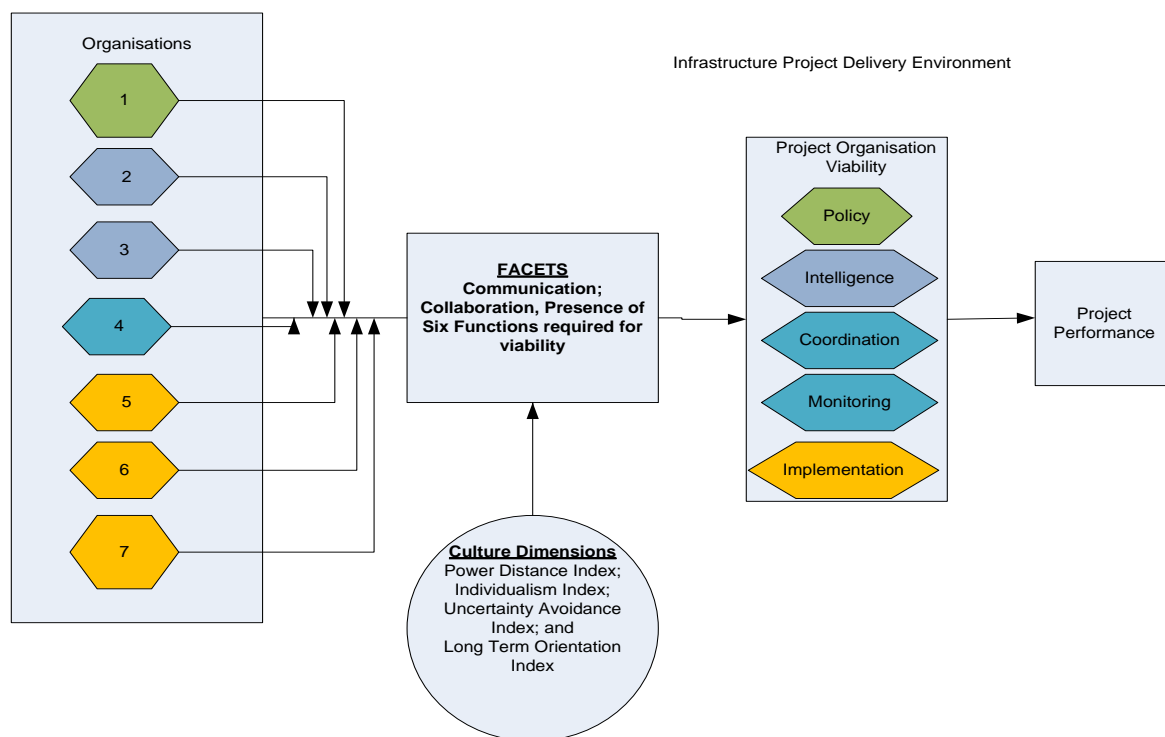 Organisations
1
2
3
4
5
6
7
Infrastructure Project Delivery Environment
FACETS
Communication;
Collaboration, Presence of
Six Functions required for
viability
Culture Dimensions
Power Distance Index;
Individualism Index;
Uncertainty Avoidance
Index; and
Long Term Orientation
Index
Project Organisation
Viability
Policy
Intelligence
Coordination
Monitoring
Implementation
Project
Performance